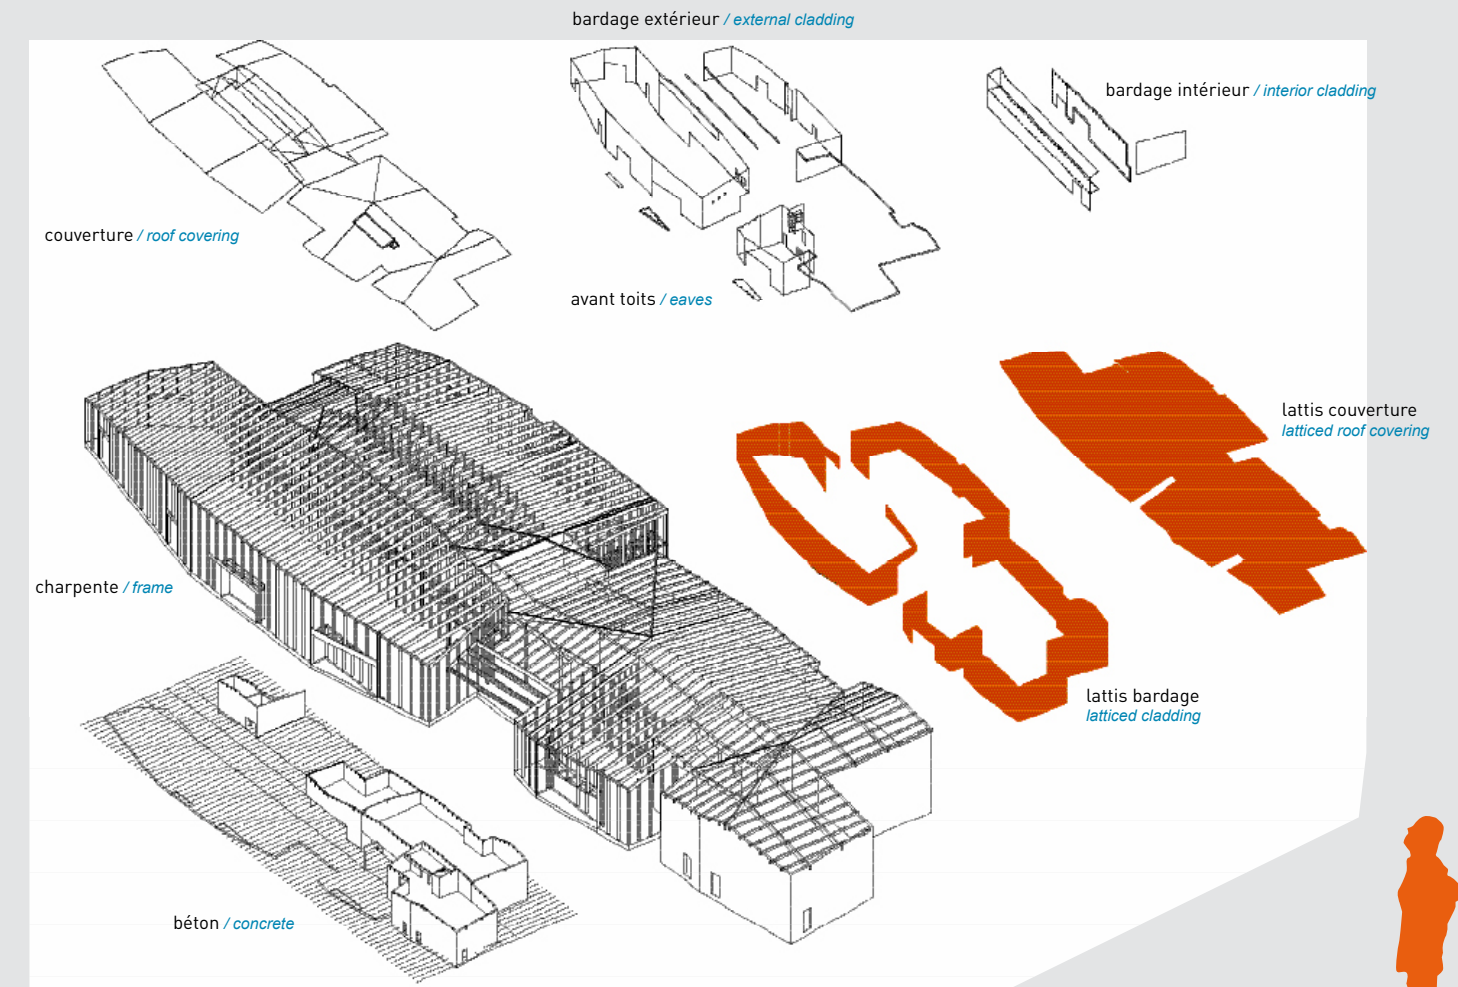 bardage extérieur / external cladding
bardage intérieur / interior cladding
couverture / roof covering
avant toits / eaves
lattis couverture
latticed roof covering
charpente / frame
lattis bardage
latticed cladding
béton / concrete